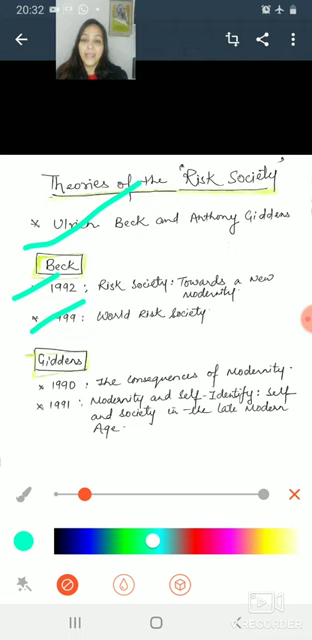 20:32
Theories of the "Risk Society"
* Ulrich Beck and Anthony Giddens
Beck
* 1992 : Risk Society : Towards a new
modernity.
* 1999 : World Risk Society
Giddens
* 1990 : The Consequences of Modernity.
* 1991 : Modernity and Self-Identity : Self
and Society in the late Modern
Age.
RECORDER